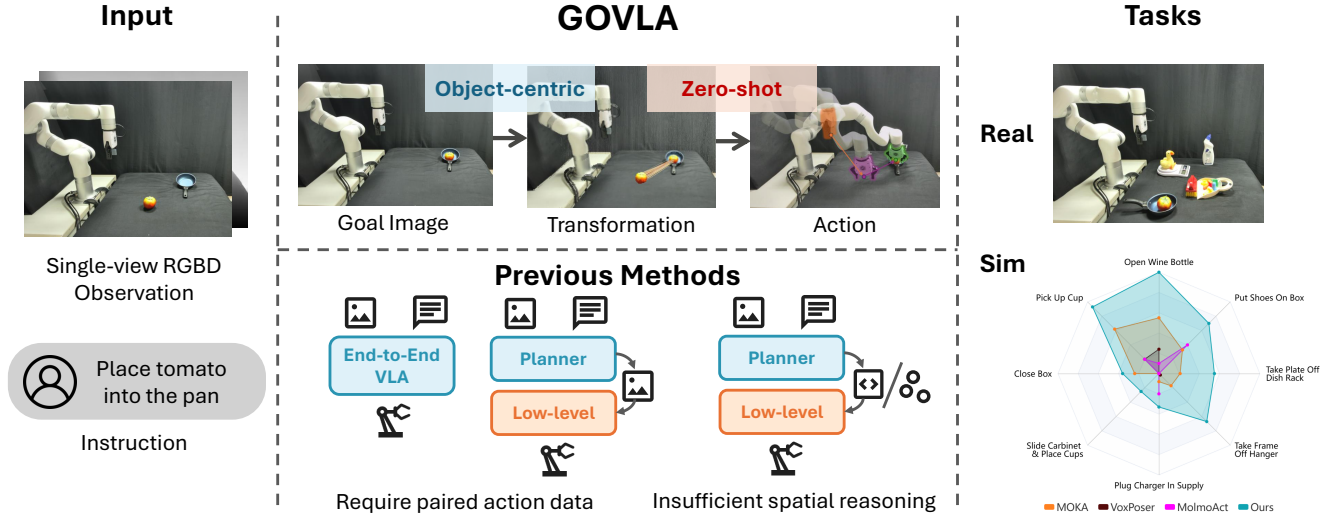 Input
Single-view RGBD
Observation
Place tomato
into the pan
Instruction
GOVLA
Object-centric
Zero-shot
Goal Image
Transformation
Action
Previous Methods
End-to-End
VLA
Planner
Low-level
Planner
Low-level
Require paired action data
Insufficient spatial reasoning
Tasks
Real
Sim
Open Wine Bottle
Pick Up Cup
Put Shoes On Box
Close Box
Take Plate Off
Dish Rack
Slide Carbinet
& Place Cups
Take Frame
Off Hanger
Plug Charger In Supply
MOKA
VoxPoser
MolmoAct
Ours